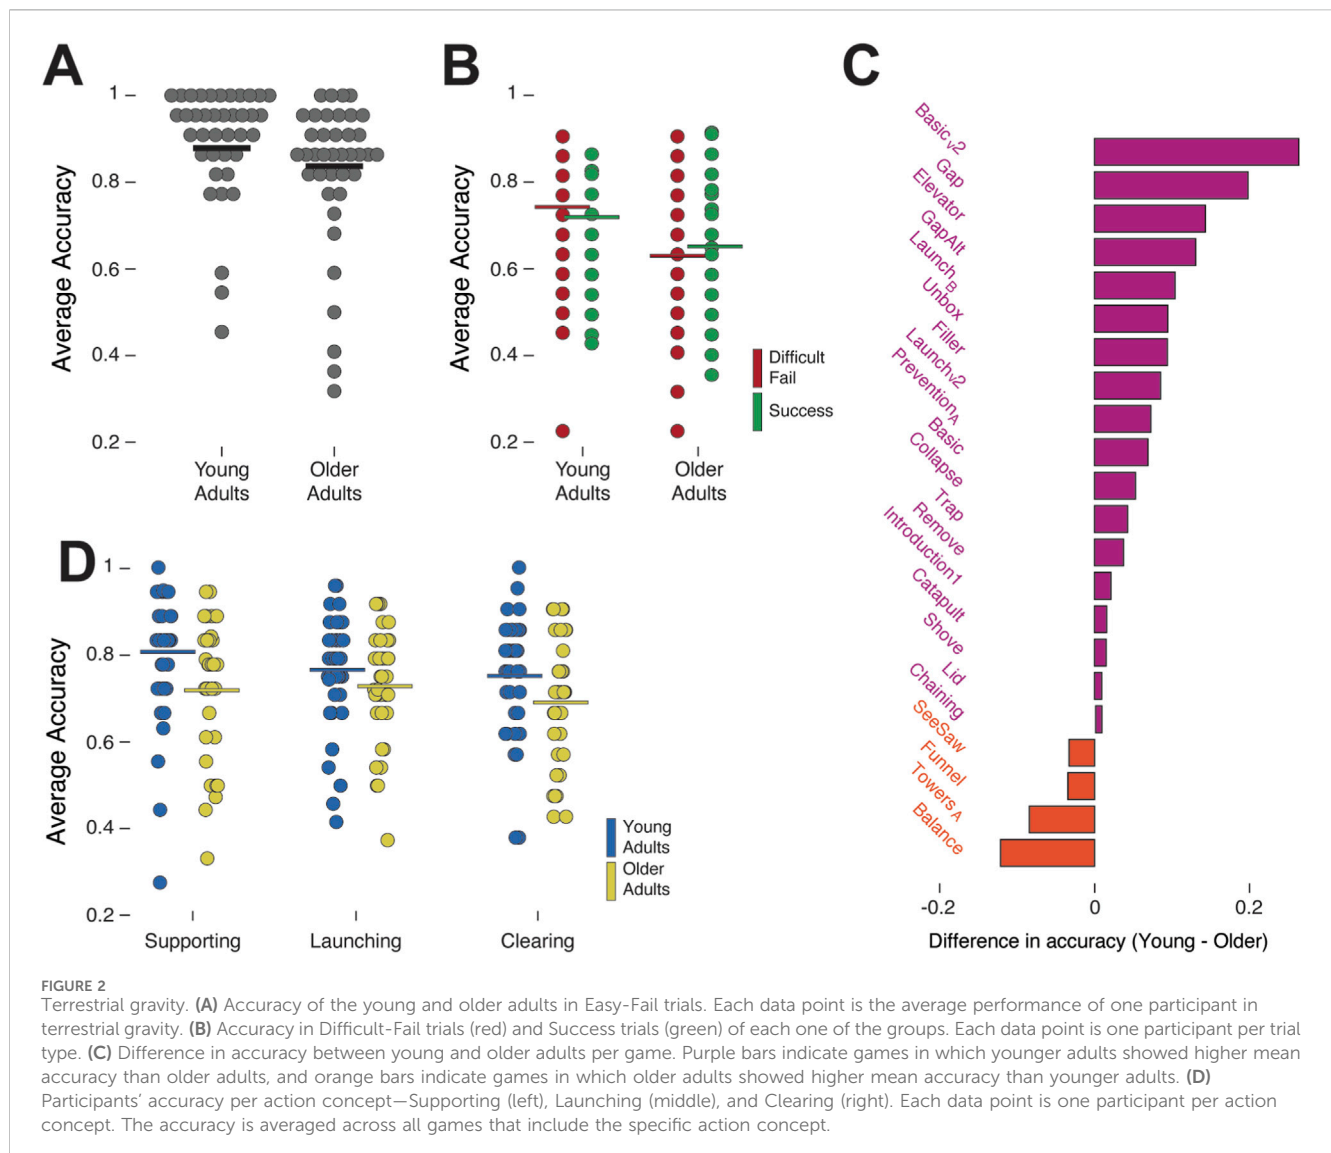 A
1
0.8
0.6
0.4
0.2
Average Accuracy
Young
Adults
Older
Adults
B
1
0.8
0.6
0.4
0.2
Average Accuracy
Young
Adults
Older
Adults
Difficult
Fail
Success
C
Basic v2
Gap
Elevator
GapAlt
Launch B
Unbox
Filler
Launchv2
Prevention A
Basic
Collapse
Trap
Remove
Introduction1
Catapult
Shove
Lid
Chaining
SeeSaw
Funnel
Towers A
Balance
-0.2
0
0.2
Difference in accuracy (Young - Older)
D
1
0.8
0.6
0.4
0.2
Average Accuracy
Supporting
Launching
Clearing
Young
Adults
Older
Adults
FIGURE 2
Terrestrial gravity. (A) Accuracy of the young and older adults in Easy-Fail trials. Each data point is the average performance of one participant in
terrestrial gravity. (B) Accuracy in Difficult-Fail trials (red) and Success trials (green) of each one of the groups. Each data point is one participant per trial
type. (C) Difference in accuracy between young and older adults per game. Purple bars indicate games in which younger adults showed higher mean
accuracy than older adults, and orange bars indicate games in which older adults showed higher mean accuracy than younger adults. (D)
Participants' accuracy per action concept—Supporting (left), Launching (middle), and Clearing (right). Each data point is one participant per action
concept. The accuracy is averaged across all games that include the specific action concept.